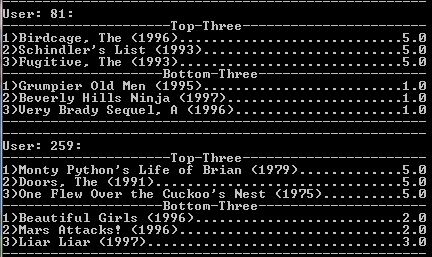 User: 81:
Top-Three
1)Birdcage, The (1996)..............................5.0
2)Schindler's List (1993)...........................5.0
3)Fugitive, The (1993)..............................5.0
Bottom-Three
1)Grumpier Old Men (1995)...........................1.0
2)Beverly Hills Ninja (1997)........................1.0
3)Very Brady Sequel, A (1996).......................1.0
User: 259:
Top-Three
1)Monty Python's Life of Brian (1979)...............5.0
2)Doors, The (1991).................................5.0
3)One Flew Over the Cuckoo's Nest (1975)............5.0
Bottom-Three
1)Beautiful Girls (1996)............................2.0
2)Mars Attacks! (1996)..............................2.0
3)Liar Liar (1997)..................................3.0